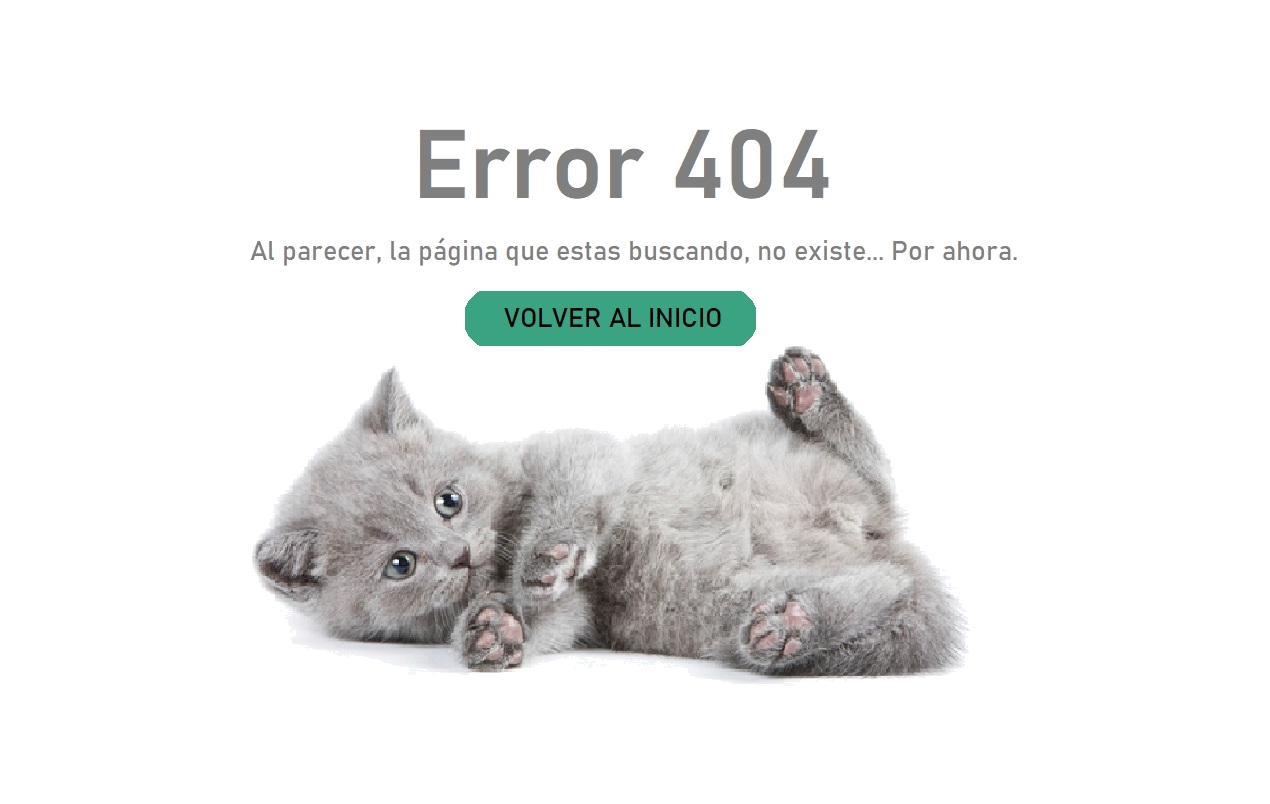 Error 404
Al parecer, la página que estas buscando, no existe... Por ahora.
VOLVER AL INICIO